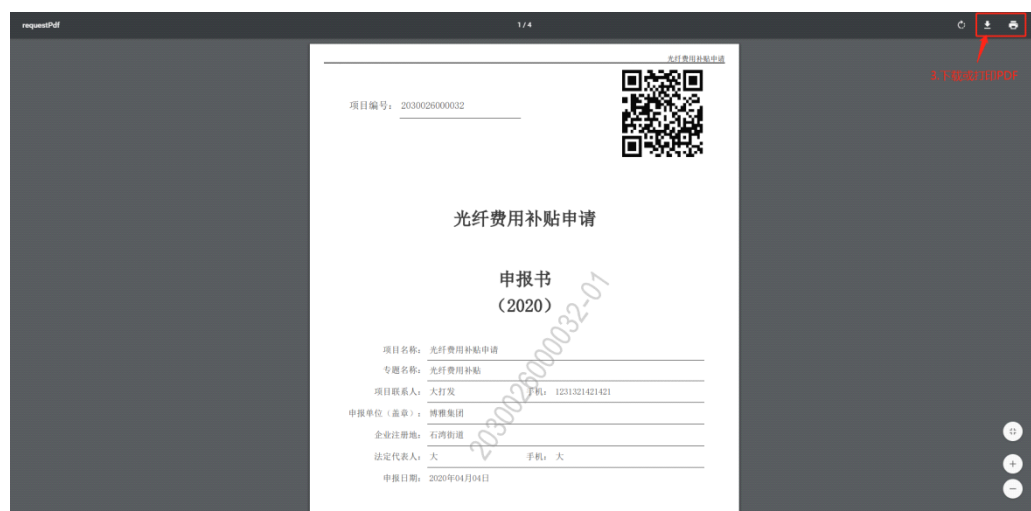 requestPdf
1 / 4
3.下载或打印PDF
光纤费用补贴申请
项目编号： 2030026000032
光纤费用补贴申请
申报书
（2020）
项目名称： 光纤费用补贴申请
专题名称： 光纤费用补贴
项目联系人： 大打发 手机： 1231321421421
申报单位（盖章）： 博雅集团
企业注册地： 石湾街道
法定代表人： 大 手机： 大
申报日期： 2020年04月04日
2030026000032-01